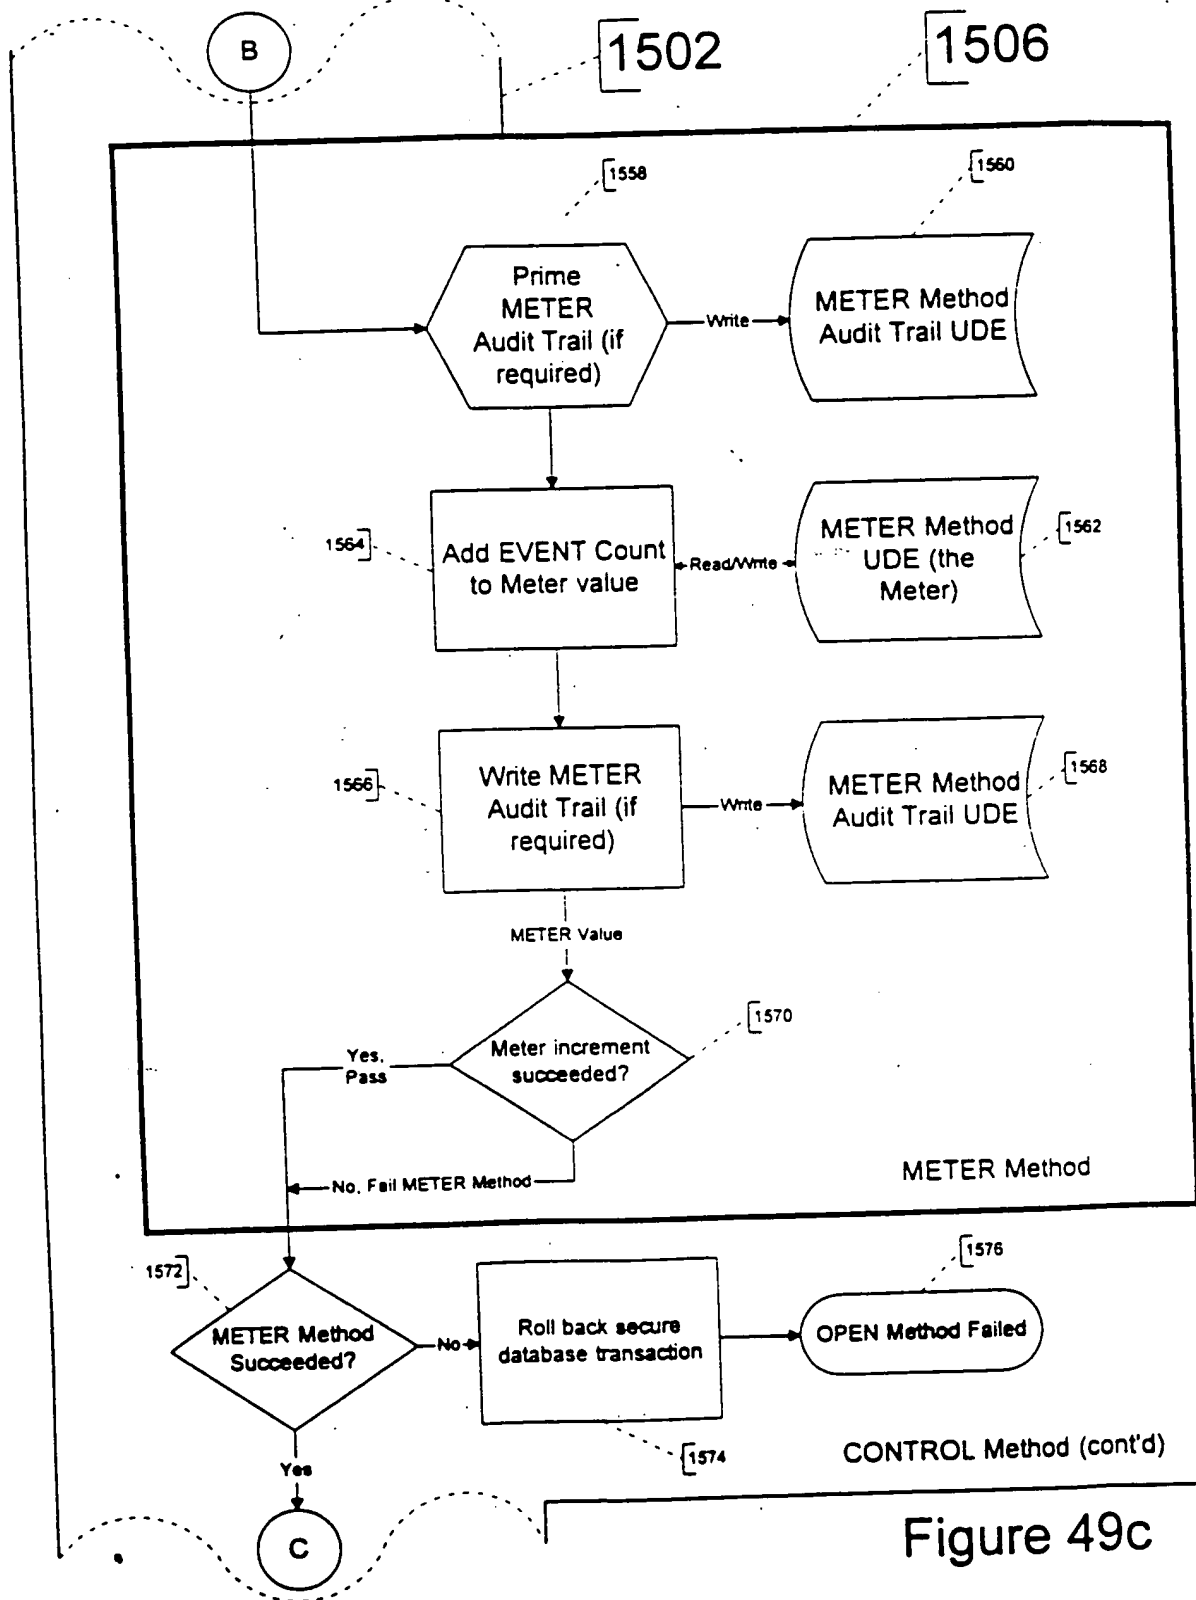 B
1502
1506
1558
1560
Prime
METER
Audit Trail (if
required)
Write
METER Method
Audit Trail UDE
1564
Add EVENT Count
to Meter value
Read/Write
METER Method
UDE (the
Meter)
1562
1566
Write METER
Audit Trail (if
required)
Write
METER Method
Audit Trail UDE
1568
METER Value
1570
Meter increment
succeeded?
Yes,
Pass
No, Fail METER Method
METER Method
1572
METER Method
Succeeded?
No
Roll back secure
database transaction
1576
OPEN Method Failed
1574
Yes
CONTROL Method (cont'd)
C
Figure 49c